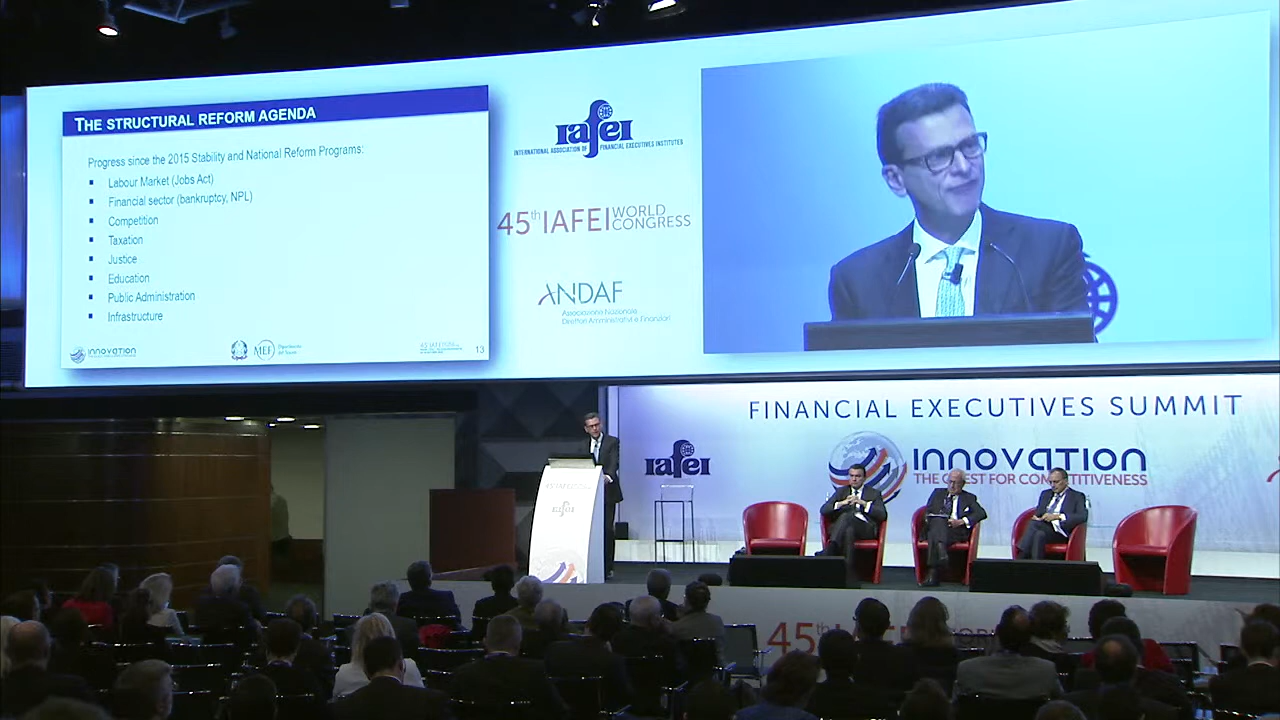 THE STRUCTURAL REFORM AGENDA
Progress since the 2015 Stability and National Reform Programs:
Labour Market (Jobs Act)
Financial sector (bankruptcy, NPL)
Competition
Taxation
Justice
Education
Public Administration
Infrastructure
INNOVATION
MEF
13
IAFEI
INTERNATIONAL ASSOCIATION OF FINANCIAL EXECUTIVES INSTITUTES
45th IAFEI WORLD CONGRESS
ANDAF
Associazione Nazionale
Direttori Amministrativi e Finanziari
FINANCIAL EXECUTIVES SUMMIT
IAFEI
INNOVATION
THE QUEST FOR COMPETITIVENESS
IAFEI
45th